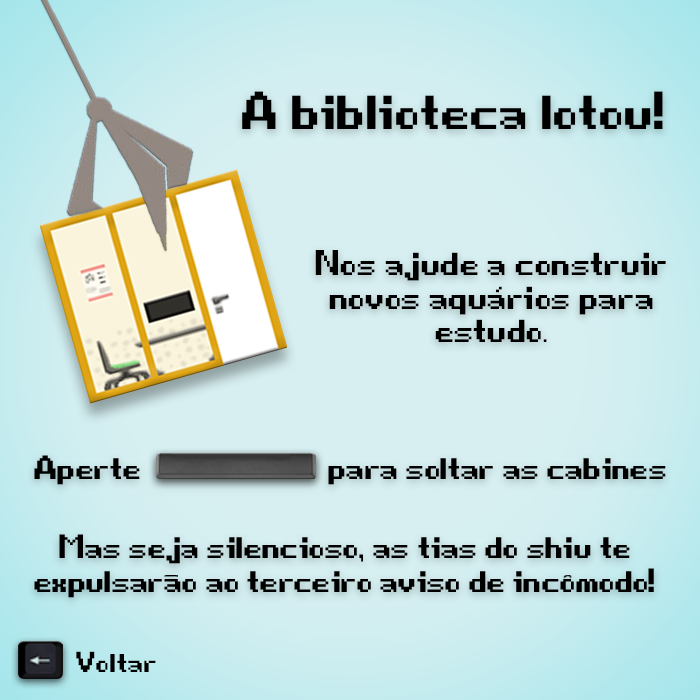 A biblioteca lotou!
Nos ajude a construir
novos aquários para
estudo.
Aperte para soltar as cabines
Mas seja silencioso, as tias do shiu te
expulsarão ao terceiro aviso de incômodo!
← Voltar